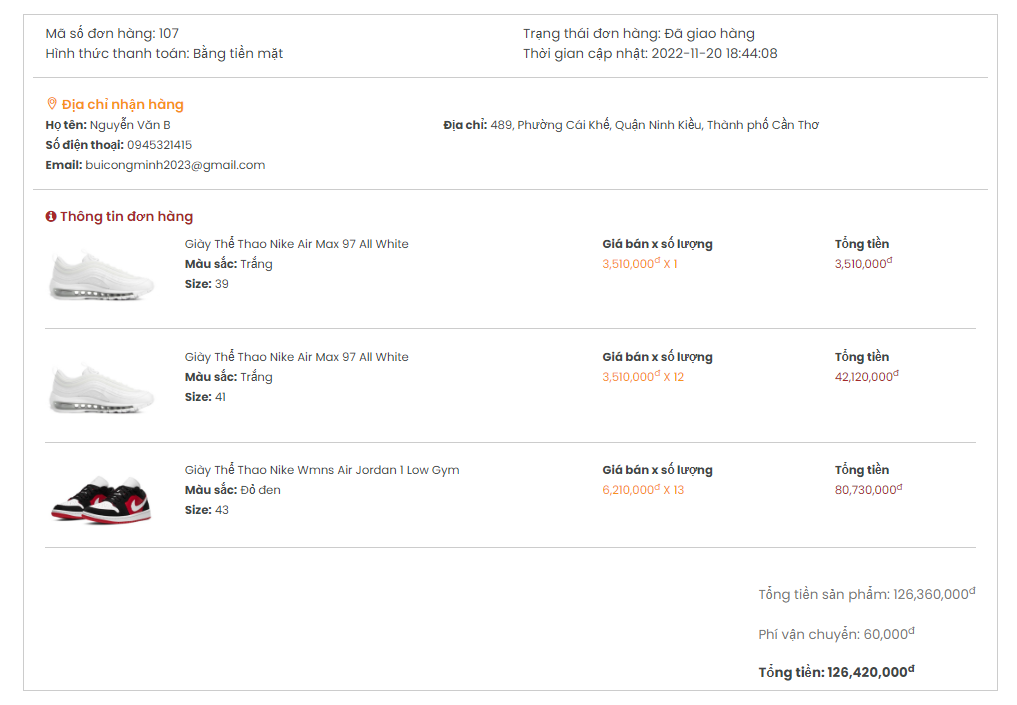 Mã số đơn hàng: 107
Hình thức thanh toán: Bằng tiền mặt
Trạng thái đơn hàng: Đã giao hàng
Thời gian cập nhật: 2022-11-20 18:44:08
Địa chỉ nhận hàng
Họ tên: Nguyễn Văn B
Số điện thoại: 0945321415
Email: buicongminh2023@gmail.com
Địa chỉ: 489, Phường Cái Khế, Quận Ninh Kiều, Thành phố Cần Thơ
Thông tin đơn hàng
Giày Thể Thao Nike Air Max 97 All White
Màu sắc: Trắng
Size: 39
Giá bán x số lượng
3,510,000đ X 1
Tổng tiền
3,510,000đ
Giày Thể Thao Nike Air Max 97 All White
Màu sắc: Trắng
Size: 41
Giá bán x số lượng
3,510,000đ X 12
Tổng tiền
42,120,000đ
Giày Thể Thao Nike Wmns Air Jordan 1 Low Gym
Màu sắc: Đỏ đen
Size: 43
Giá bán x số lượng
6,210,000đ X 13
Tổng tiền
80,730,000đ
Tổng tiền sản phẩm: 126,360,000đ
Phí vận chuyển: 60,000đ
Tổng tiền: 126,420,000đ